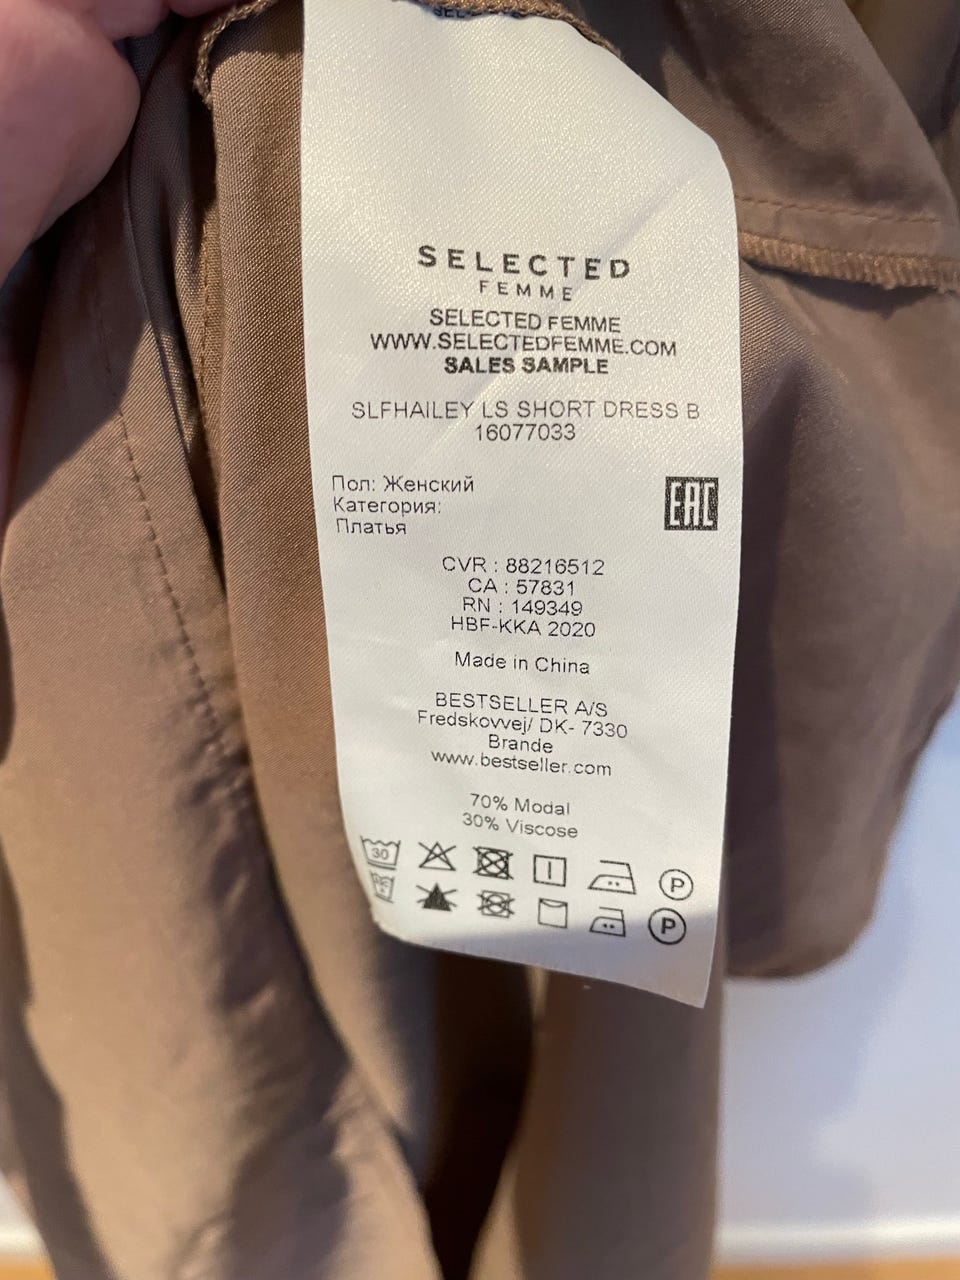 SELECTED
FEMME
SELECTED FEMME
WWW.SELECTEDFEMME.COM
SALES SAMPLE
SLFHAILEY LS SHORT DRESS B
16077033
Пол: Женский
Категория:
Платья
EAC
CVR : 88216512
CA : 57831
RN : 149349
HBF-KKA 2020
Made in China
BESTSELLER A/S
Fredskovvej/ DK- 7330
Brande
www.bestseller.com
70% Modal
30% Viscose
30 P
P